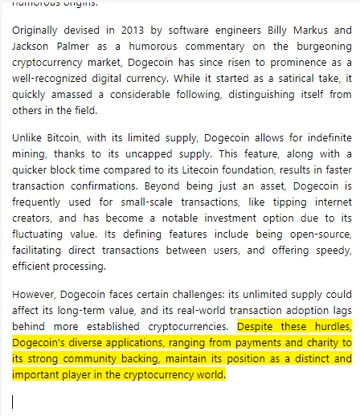 humorous origins.
Originally devised in 2013 by software engineers Billy Markus and
Jackson Palmer as a humorous commentary on the burgeoning
cryptocurrency market, Dogecoin has since risen to prominence as a
well-recognized digital currency. While it started as a satirical take, it
quickly amassed a considerable following, distinguishing itself from
others in the field.
Unlike Bitcoin, with its limited supply, Dogecoin allows for indefinite
mining, thanks to its uncapped supply. This feature, along with a
quicker block time compared to its Litecoin foundation, results in faster
transaction confirmations. Beyond being just an asset, Dogecoin is
frequently used for small-scale transactions, like tipping internet
creators, and has become a notable investment option due to its
fluctuating value. Its defining features include being open-source,
facilitating direct transactions between users, and offering speedy,
efficient processing.
However, Dogecoin faces certain challenges: its unlimited supply could
affect its long-term value, and its real-world transaction adoption lags
behind more established cryptocurrencies. Despite these hurdles,
Dogecoin's diverse applications, ranging from payments and charity to
its strong community backing, maintain its position as a distinct and
important player in the cryptocurrency world.